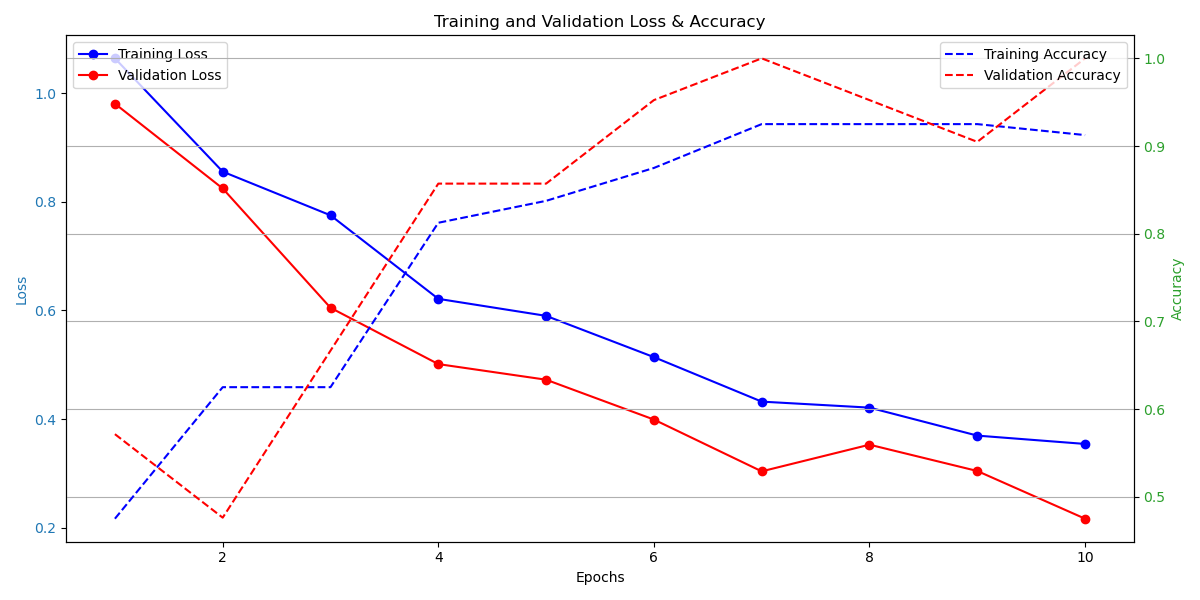 Training and Validation Loss & Accuracy
Training Loss
Validation Loss
Training Accuracy
Validation Accuracy
Loss
1.0
0.8
0.6
0.4
0.2
2
4
6
8
10
Epochs
1.0
0.9
0.8
0.7
0.6
0.5
Accuracy